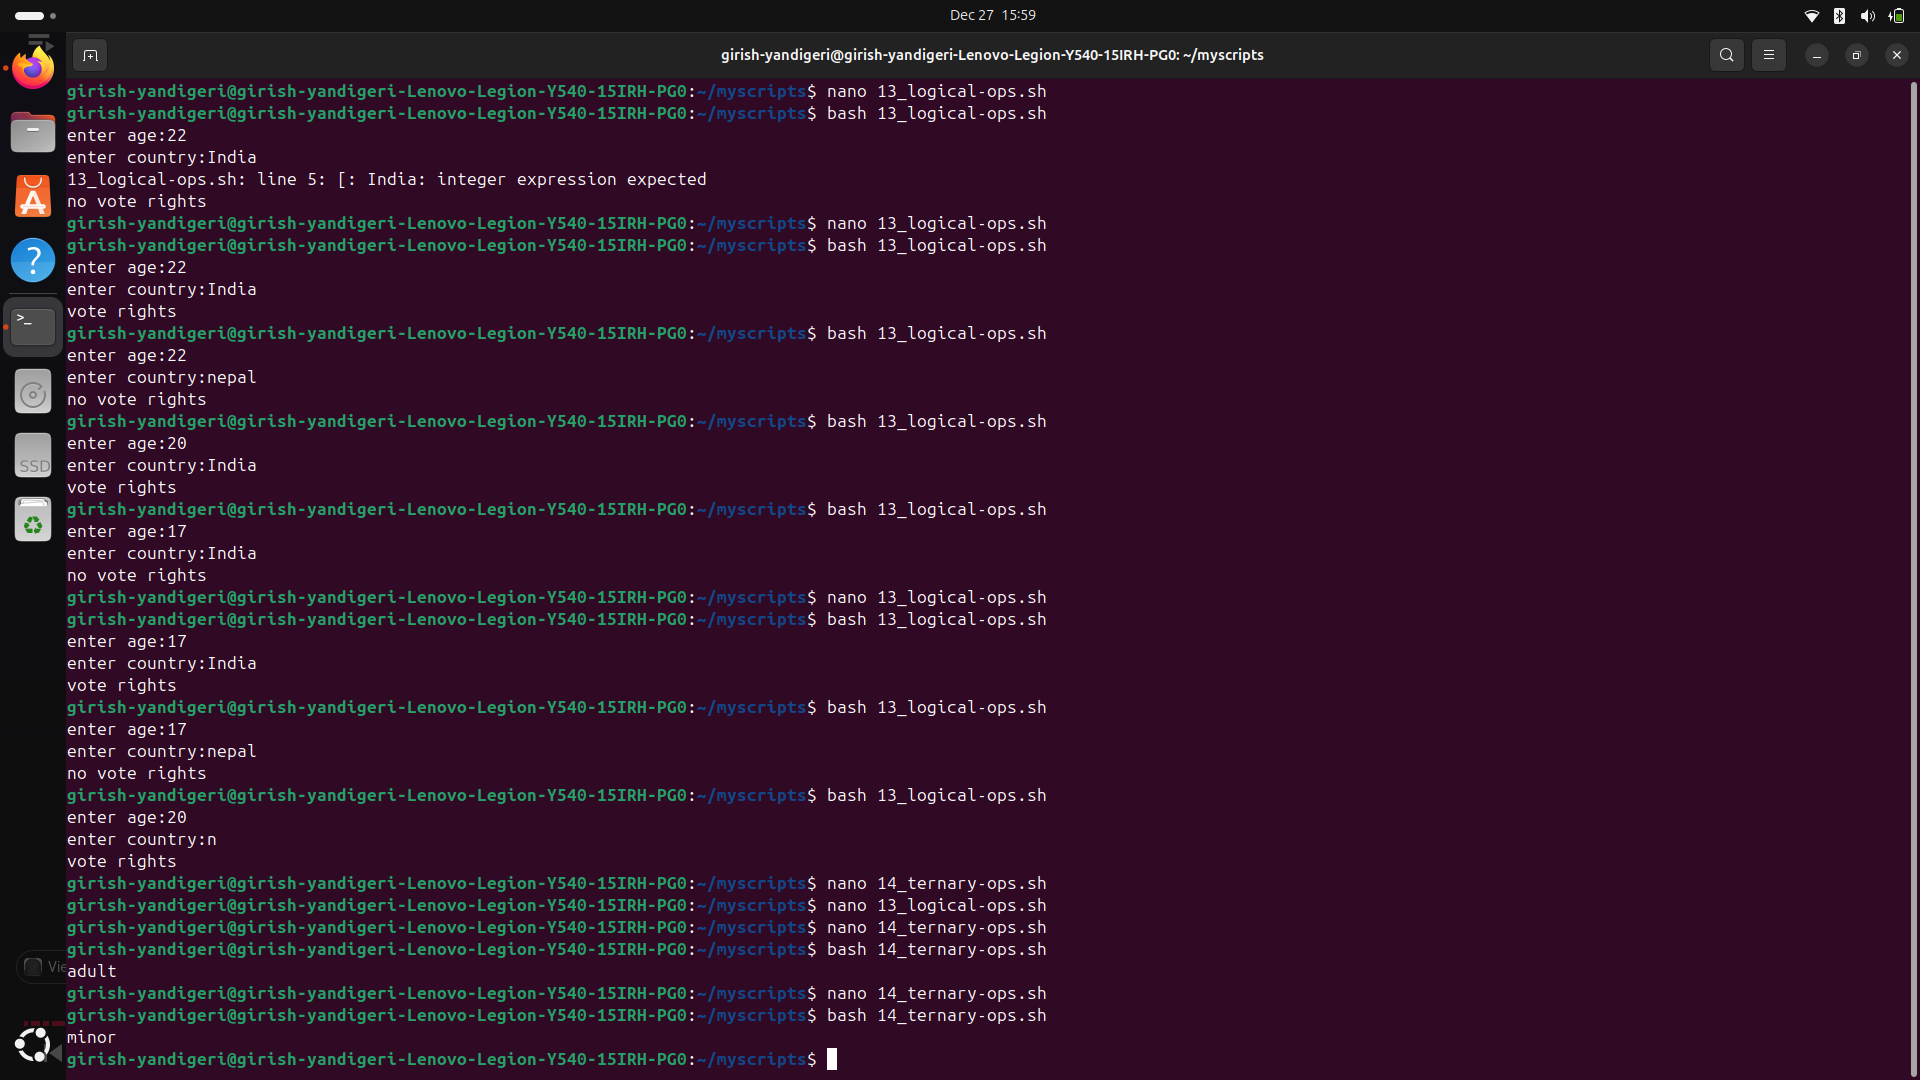 Dec 27 15:59
girish-yandigeri@girish-yandigeri-Lenovo-Legion-Y540-15IRH-PG0: ~/myscripts
girish-yandigeri@girish-yandigeri-Lenovo-Legion-Y540-15IRH-PG0:~/myscripts$ nano 13_logical-ops.sh
girish-yandigeri@girish-yandigeri-Lenovo-Legion-Y540-15IRH-PG0:~/myscripts$ bash 13_logical-ops.sh
enter age:22
enter country:India
13_logical-ops.sh: line 5: [: India: integer expression expected
no vote rights
girish-yandigeri@girish-yandigeri-Lenovo-Legion-Y540-15IRH-PG0:~/myscripts$ nano 13_logical-ops.sh
girish-yandigeri@girish-yandigeri-Lenovo-Legion-Y540-15IRH-PG0:~/myscripts$ bash 13_logical-ops.sh
enter age:22
enter country:India
vote rights
girish-yandigeri@girish-yandigeri-Lenovo-Legion-Y540-15IRH-PG0:~/myscripts$ bash 13_logical-ops.sh
enter age:22
enter country:nepal
no vote rights
girish-yandigeri@girish-yandigeri-Lenovo-Legion-Y540-15IRH-PG0:~/myscripts$ bash 13_logical-ops.sh
enter age:20
enter country:India
vote rights
girish-yandigeri@girish-yandigeri-Lenovo-Legion-Y540-15IRH-PG0:~/myscripts$ bash 13_logical-ops.sh
enter age:17
enter country:India
no vote rights
girish-yandigeri@girish-yandigeri-Lenovo-Legion-Y540-15IRH-PG0:~/myscripts$ nano 13_logical-ops.sh
girish-yandigeri@girish-yandigeri-Lenovo-Legion-Y540-15IRH-PG0:~/myscripts$ bash 13_logical-ops.sh
enter age:17
enter country:India
vote rights
girish-yandigeri@girish-yandigeri-Lenovo-Legion-Y540-15IRH-PG0:~/myscripts$ bash 13_logical-ops.sh
enter age:17
enter country:nepal
no vote rights
girish-yandigeri@girish-yandigeri-Lenovo-Legion-Y540-15IRH-PG0:~/myscripts$ bash 13_logical-ops.sh
enter age:20
enter country:n
vote rights
girish-yandigeri@girish-yandigeri-Lenovo-Legion-Y540-15IRH-PG0:~/myscripts$ nano 14_ternary-ops.sh
girish-yandigeri@girish-yandigeri-Lenovo-Legion-Y540-15IRH-PG0:~/myscripts$ nano 13_logical-ops.sh
girish-yandigeri@girish-yandigeri-Lenovo-Legion-Y540-15IRH-PG0:~/myscripts$ nano 14_ternary-ops.sh
girish-yandigeri@girish-yandigeri-Lenovo-Legion-Y540-15IRH-PG0:~/myscripts$ bash 14_ternary-ops.sh
adult
girish-yandigeri@girish-yandigeri-Lenovo-Legion-Y540-15IRH-PG0:~/myscripts$ nano 14_ternary-ops.sh
girish-yandigeri@girish-yandigeri-Lenovo-Legion-Y540-15IRH-PG0:~/myscripts$ bash 14_ternary-ops.sh
minor
girish-yandigeri@girish-yandigeri-Lenovo-Legion-Y540-15IRH-PG0:~/myscripts$
SSD